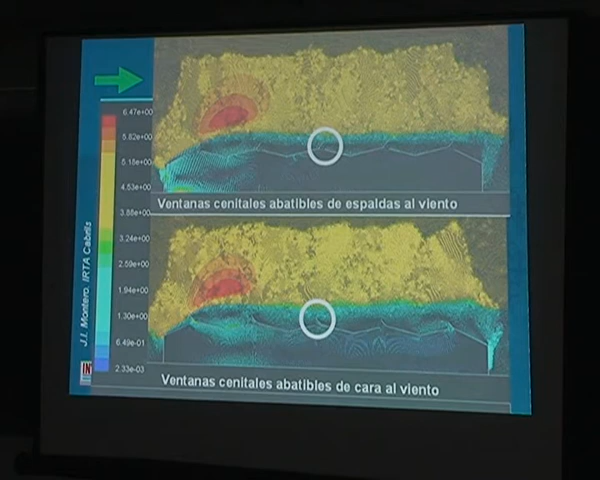 6.47e+00
5.82e+00
5.18e+00
4.53e+00
3.88e+00
3.24e+00
2.59e+00
1.94e+00
1.30e+00
6.49e-01
2.33e-03
J.I. Montero. IRTA Cabrils
Ventanas cenitales abatibles de espaldas al viento
Ventanas cenitales abatibles de cara al viento